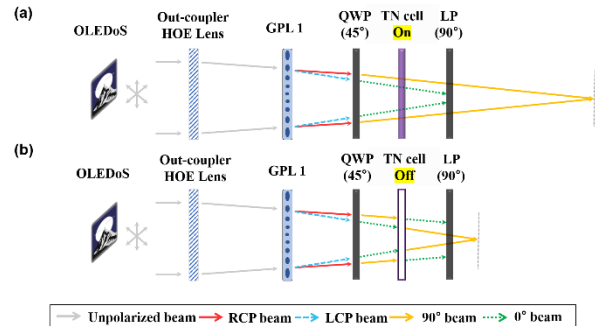 (a)
OLEDoS
Out-coupler
HOE Lens
GPL 1
QWP
(45°)
TN cell
On
LP
(90°)
(b)
OLEDoS
Out-coupler
HOE Lens
GPL 1
QWP
(45°)
TN cell
Off
LP
(90°)
Unpolarized beam
RCP beam
LCP beam
90° beam
0° beam